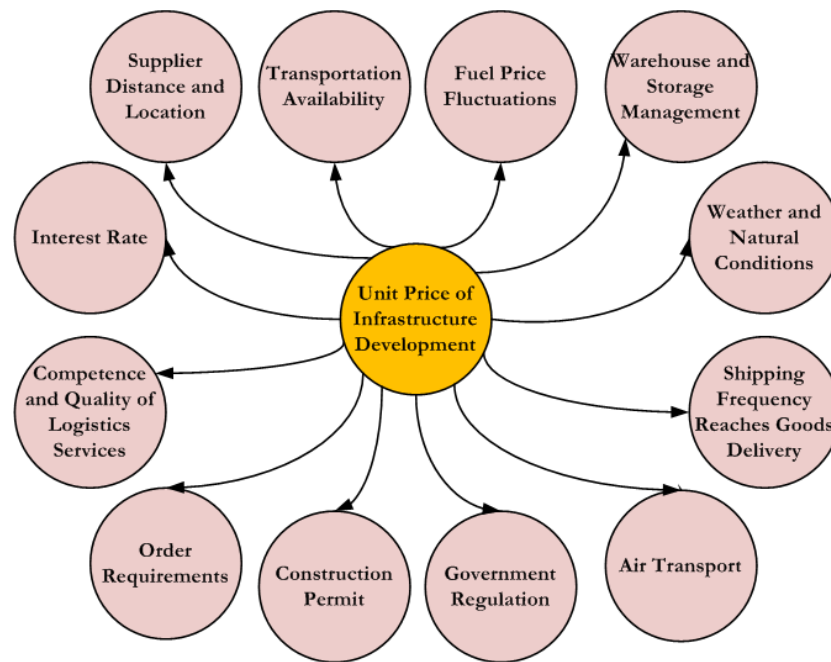 Supplier
Distance and
Location
Transportation
Availability
Fuel Price
Fluctuations
Warehouse and
Storage
Management
Interest Rate
Weather and
Natural
Conditions
Unit Price of
Infrastructure
Development
Competence
and Quality of
Logistics
Services
Shipping
Frequency
Reaches Goods
Delivery
Order
Requirements
Construction
Permit
Government
Regulation
Air Transport